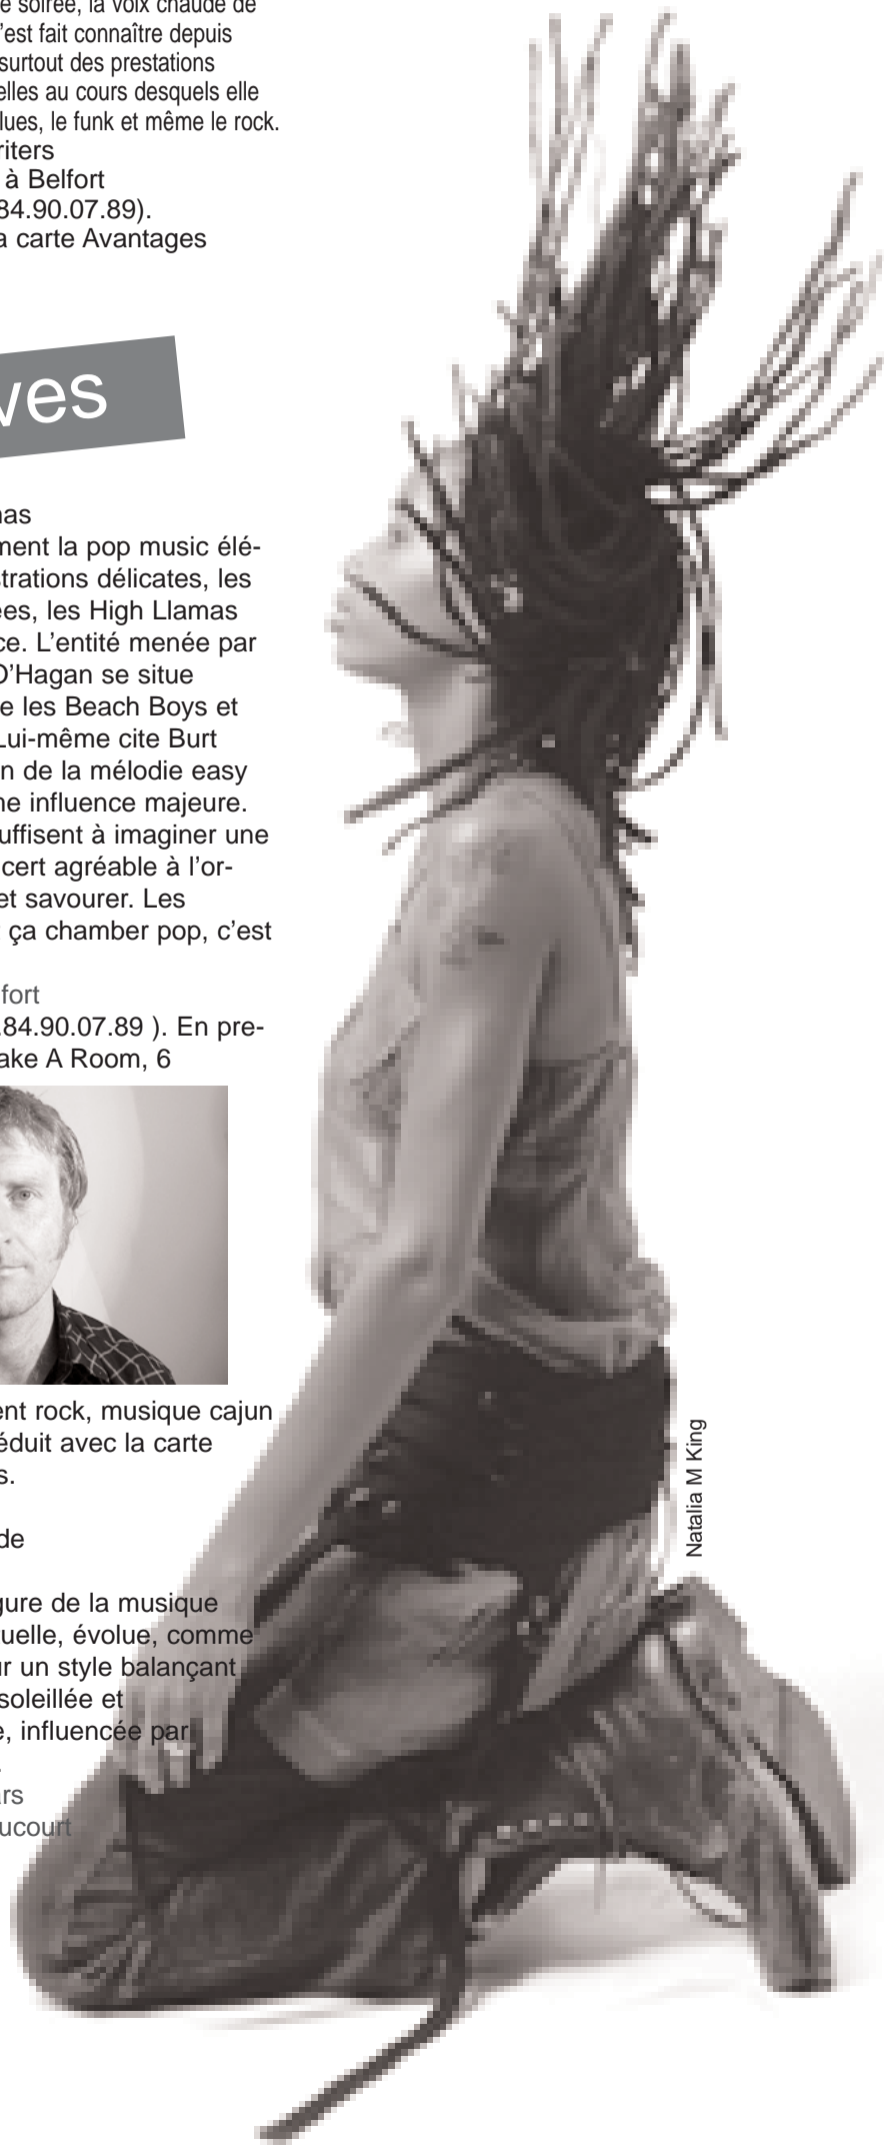 e soirée, la voix chaude de
'est fait connaître depuis
surtout des prestations
elles au cours desquels elle
lues, le funk et même le rock.
riters
à Belfort
84.90.07.89).
a carte Avantages
ves
nas
ment la pop music élé-
strations délicates, les
ées, les High Llamas
ce. L'entité menée par
O'Hagan se situe
e les Beach Boys et
Lui-même cite Burt
n de la mélodie easy
ne influence majeure.
uffisent à imaginer une
cert agréable à l'or-
et savourer. Les
ça chamber pop, c'est
fort
.84.90.07.89 ). En pre-
ake A Room, 6
ent rock, musique cajun
éduit avec la carte
s.
de
gure de la musique
uelle, évolue, comme
ur un style balançant
soleillée et
e, influencée par
.
ars
ucourt
Natalia M King